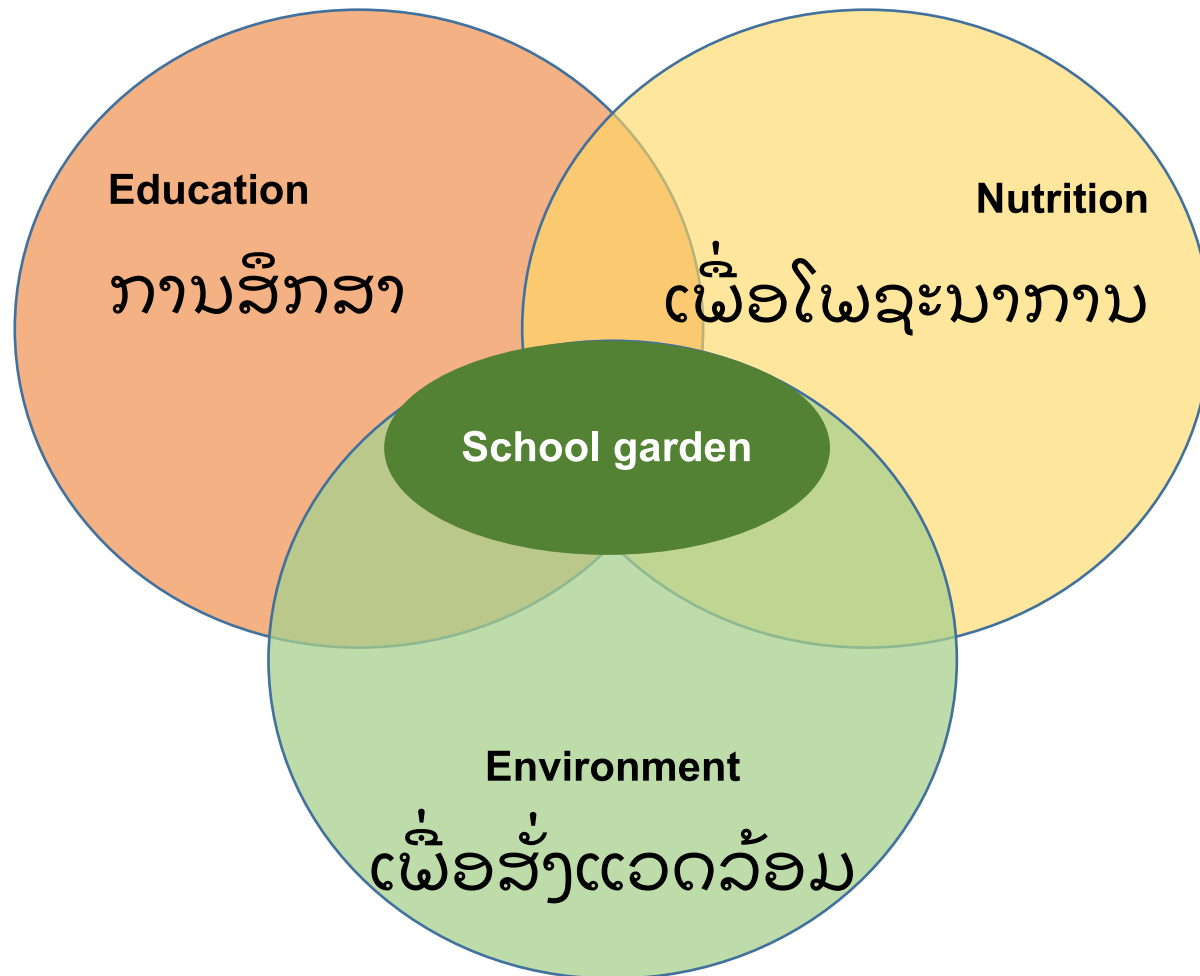 Education
ການສຶກສາ
Nutrition
ເພື່ອໂພຊະນາການ
School garden
Environment
ເພື່ອສັ່ງແວດລ້ອມ